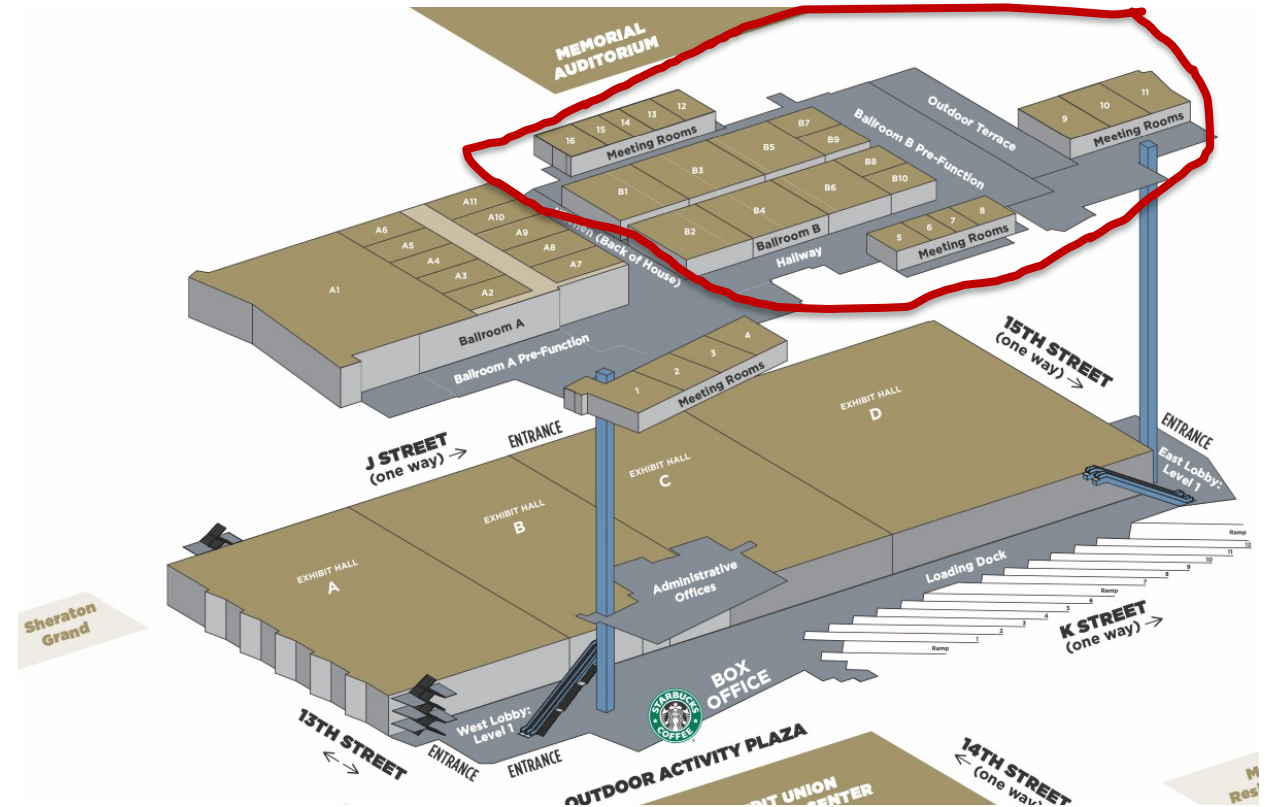 MEMORIAL
AUDITORIUM
16
15
14
13
12
Meeting Rooms
9
10
11
Meeting Rooms
Outdoor Terrace
Ballroom B Pre-Function
B1
B3
B5
B7
B9
B2
B4
B6
B8
B10
Ballroom B
Hallway
5
6
7
8
Meeting Rooms
(Back of House)
A1
A6
A5
A4
A3
A2
A11
A10
A9
A8
A7
Ballroom A
Ballroom A Pre-Function
1
2
3
4
Meeting Rooms
15TH STREET
(one way) →
J STREET
(one way) →
ENTRANCE
EXHIBIT HALL
A
EXHIBIT HALL
B
EXHIBIT HALL
C
EXHIBIT HALL
D
ENTRANCE
East Lobby:
Level 1
Administrative
Offices
Loading Dock
Ramp
12
11
10
9
8
7
Ramp
6
5
4
3
2
1
Ramp
K STREET
(one way) →
Sheraton
Grand
BOX
OFFICE
STARBUCKS
COFFEE
West Lobby:
Level 1
13TH STREET
← →
ENTRANCE
ENTRANCE
OUTDOOR ACTIVITY PLAZA
14TH STREET
← (one way)
UNION
CENTER